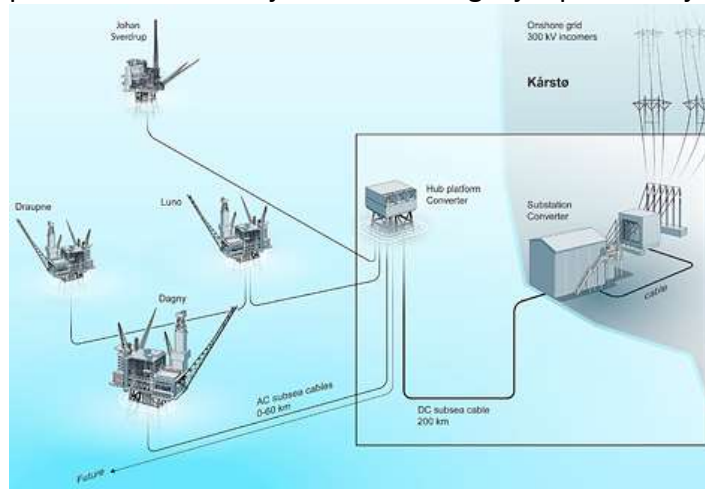 Johan
Sverdrup
Onshore grid
300 kV incomers
Kårstø
Hub platform
Converter
Draupne
Luno
Substation
Converter
Dagny
cable
AC subsea cables
0-60 km
DC subsea cable
200 km
Future